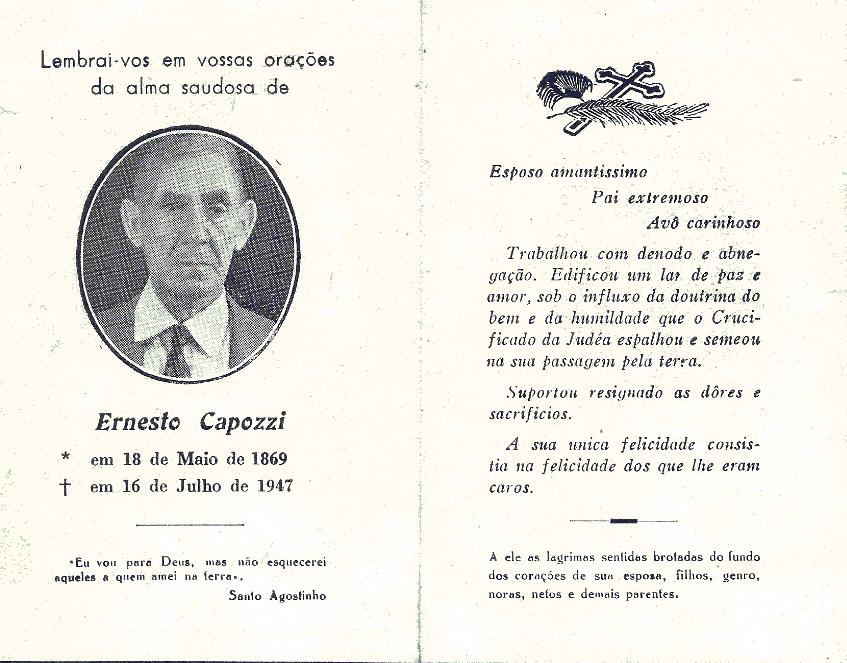 Lembrai-vos em vossas orações
da alma saudosa de
Ernesto Capozzi
* em 18 de Maio de 1869
† em 16 de Julho de 1947
«Eu vou para Deus, mas não esquecerei
aqueles a quem amei na terra».
Santo Agostinho
Esposo amantissimo
Pai extremoso
Avô carinhoso
Trabalhou com denodo e abne-
gação. Edificou um lar de paz e
amor, sob o influxo da doutrina do
bem e da humildade que o Cruci-
ficado da Judéa espalhou e semeou
na sua passagem pela terra.
Suportou resignado as dôres e
sacrificios.
A sua unica felicidade consis-
tia na felicidade dos que lhe eram
caros.
A ele as lagrimas sentidas brotadas do fundo
dos corações de sua esposa, filhos, genro,
noras, netos e demais parentes.